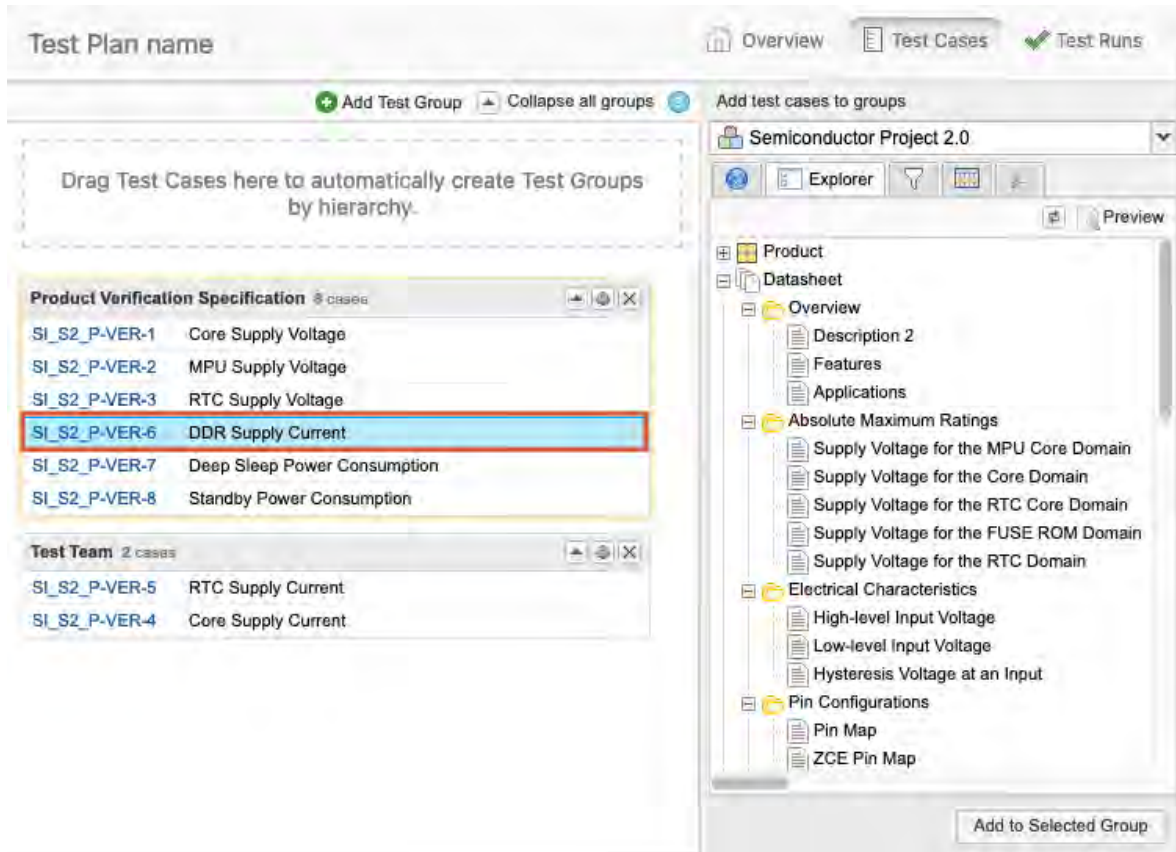 Test Plan name
Overview
Test Cases
Test Runs
Add Test Group
Collapse all groups
Add test cases to groups
Semiconductor Project 2.0
Drag Test Cases here to automatically create Test Groups
by hierarchy.
Explorer
Preview
Product Verification Specification 8 cases
SI_S2_P-VER-1 Core Supply Voltage
SI_S2_P-VER-2 MPU Supply Voltage
SI_S2_P-VER-3 RTC Supply Voltage
SI_S2_P-VER-6 DDR Supply Current
SI_S2_P-VER-7 Deep Sleep Power Consumption
SI_S2_P-VER-8 Standby Power Consumption
Test Team 2 cases
SI_S2_P-VER-5 RTC Supply Current
SI_S2_P-VER-4 Core Supply Current
Product
Datasheet
Overview
Description 2
Features
Applications
Absolute Maximum Ratings
Supply Voltage for the MPU Core Domain
Supply Voltage for the Core Domain
Supply Voltage for the RTC Core Domain
Supply Voltage for the FUSE ROM Domain
Supply Voltage for the RTC Domain
Electrical Characteristics
High-level Input Voltage
Low-level Input Voltage
Hysteresis Voltage at an Input
Pin Configurations
Pin Map
ZCE Pin Map
Add to Selected Group